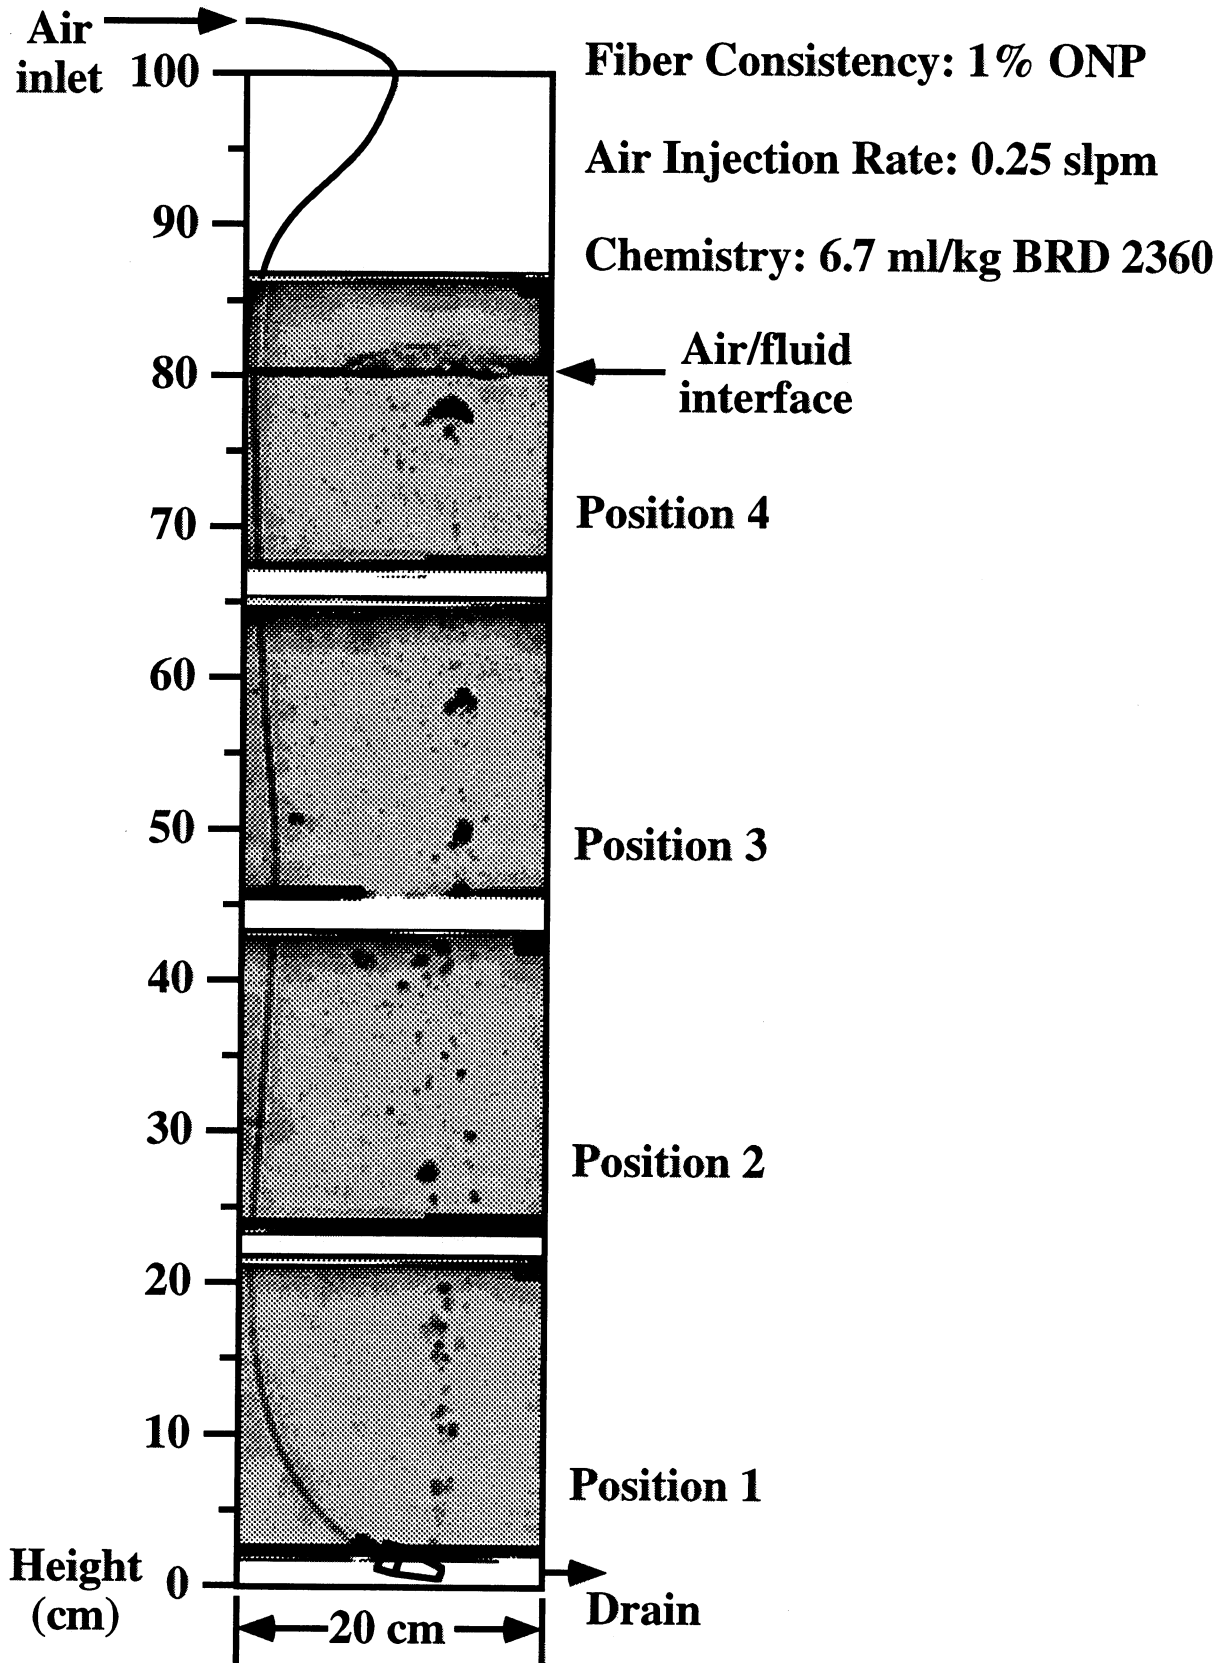 Air
inlet
100
Fiber Consistency: 1% ONP
Air Injection Rate: 0.25 slpm
90
Chemistry: 6.7 ml/kg BRD 2360
80
Air/fluid
interface
70
Position 4
60
50
Position 3
40
30
Position 2
20
10
Position 1
Height
(cm)
0
Drain
20 cm